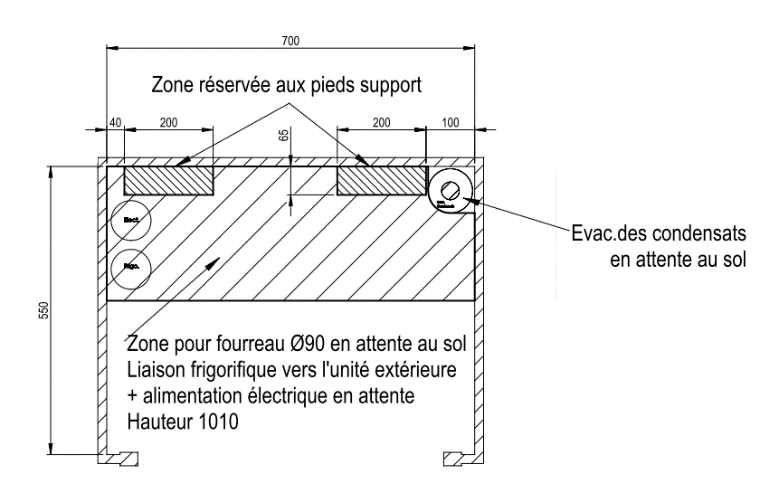 700
Zone réservée aux pieds support
40 200 65 200 100
Elect.
Frigo.
Evac.des condensats
en attente au sol
550
Zone pour fourreau Ø90 en attente au sol
Liaison frigorifique vers l'unité extérieure
+ alimentation électrique en attente
Hauteur 1010